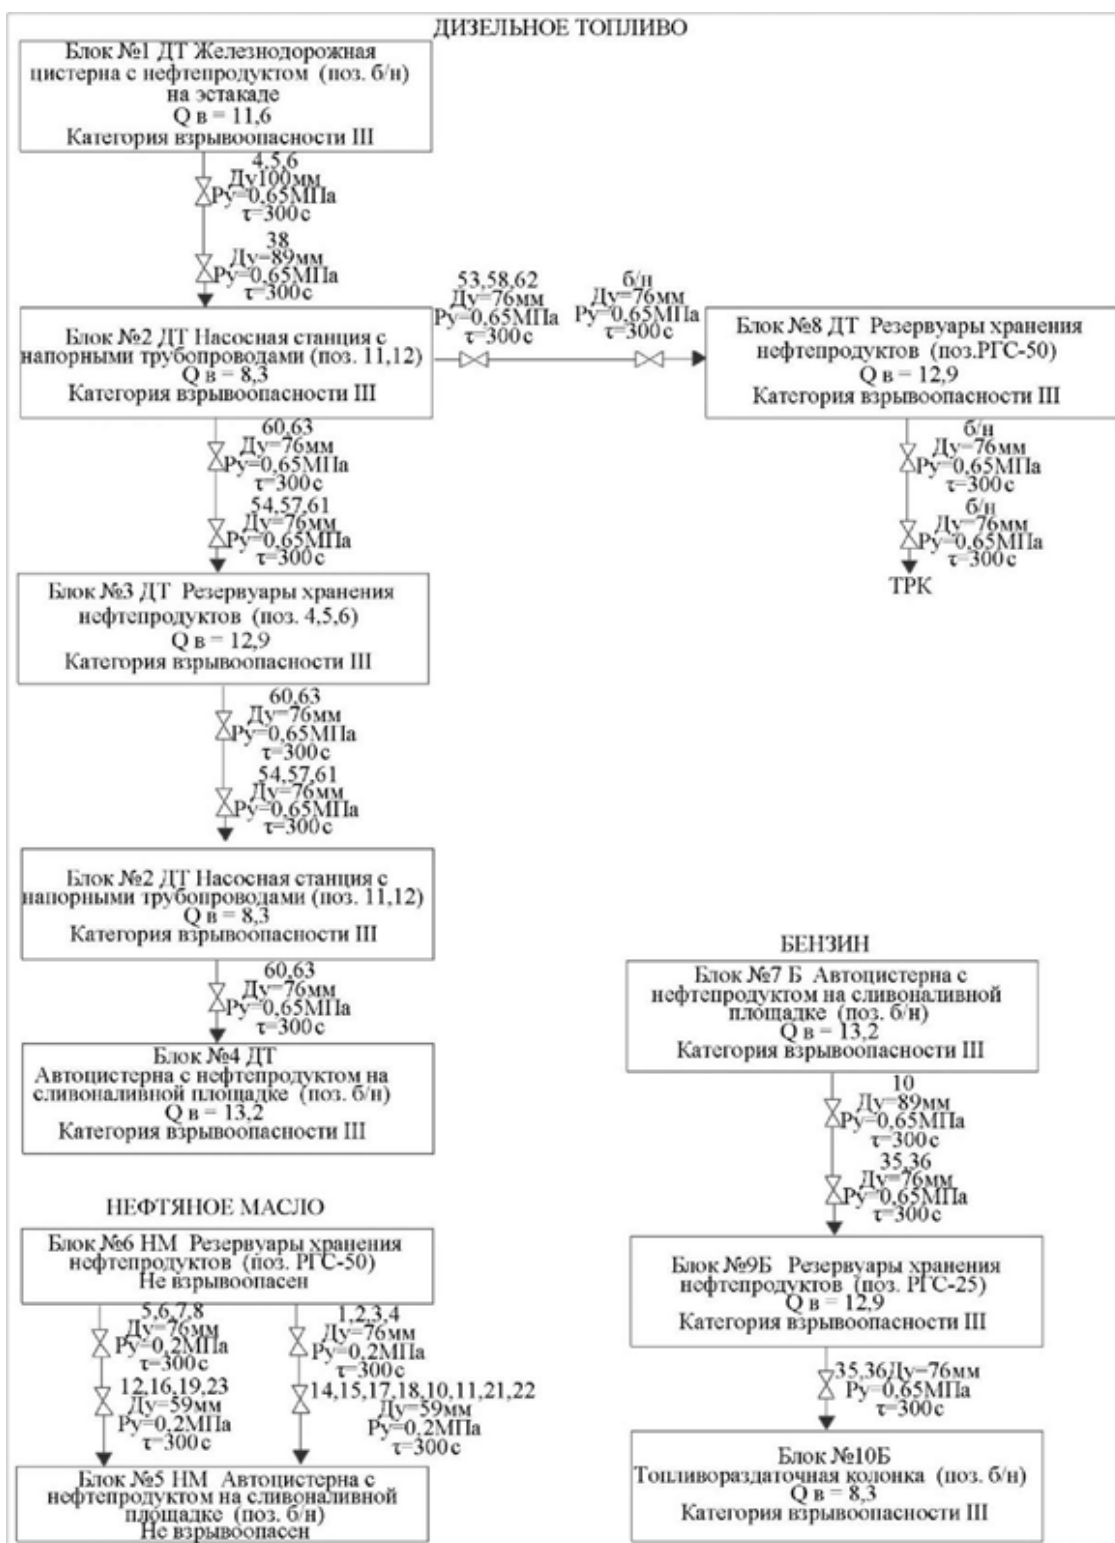 ДИЗЕЛЬНОЕ ТОПЛИВО
Блок №1 ДТ Железнодорожная
цистерна с нефтепродуктом (поз. б/н)
на эстакаде
Q в = 11,6
Категория взрывоопасности III
4,5,6
Ду100мм
Ру=0,65МПа
τ=300с
38
Ду=89мм
Ру=0,65МПа
τ=300с
Блок №2 ДТ Насосная станция с
напорными трубопроводами (поз. 11,12)
Q в = 8,3
Категория взрывоопасности III
53,58,62
Ду=76мм
Ру=0,65МПа
τ=300с
б/н
Ду=76мм
Ру=0,65МПа
τ=300с
Блок №8 ДТ Резервуары хранения
нефтепродуктов (поз.РГС-50)
Q в = 12,9
Категория взрывоопасности III
б/н
Ду=76мм
Ру=0,65МПа
τ=300с
б/н
Ду=76мм
Ру=0,65МПа
τ=300с
ТРК
60,63
Ду=76мм
Ру=0,65МПа
τ=300с
54,57,61
Ду=76мм
Ру=0,65МПа
τ=300с
Блок №3 ДТ Резервуары хранения
нефтепродуктов (поз. 4,5,6)
Q в = 12,9
Категория взрывоопасности III
60,63
Ду=76мм
Ру=0,65МПа
τ=300с
54,57,61
Ду=76мм
Ру=0,65МПа
τ=300с
Блок №2 ДТ Насосная станция с
напорными трубопроводами (поз. 11,12)
Q в = 8,3
Категория взрывоопасности III
60,63
Ду=76мм
Ру=0,65МПа
τ=300с
Блок №4 ДТ
Автоцистерна с нефтепродуктом на
сливоналивной площадке (поз. б/н)
Q в = 13,2
Категория взрывоопасности III
НЕФТЯНОЕ МАСЛО
Блок №6 НМ Резервуары хранения
нефтепродуктов (поз. РГС-50)
Не взрывоопасен
5,6,7,8
Ду=76мм
Ру=0,2МПа
τ=300с
12,16,19,23
Ду=59мм
Ру=0,2МПа
τ=300с
1,2,3,4
Ду=76мм
Ру=0,2МПа
τ=300с
14,15,17,18,10,11,21,22
Ду=59мм
Ру=0,2МПа
τ=300с
Блок №5 НМ Автоцистерна с
нефтепродуктом на сливоналивной
площадке (поз. б/н)
Не взрывоопасен
БЕНЗИН
Блок №7 Б Автоцистерна с
нефтепродуктом на сливоналивной
площадке (поз. б/н)
Q в = 13,2
Категория взрывоопасности III
10
Ду=89мм
Ру=0,65МПа
τ=300с
35,36
Ду=76мм
Ру=0,65МПа
τ=300с
Блок №9Б Резервуары хранения
нефтепродуктов (поз. РГС-25)
Q в = 12,9
Категория взрывоопасности III
35,36Ду=76мм
Ру=0,65МПа
τ=300с
Блок №10Б
Топливораздаточная колонка (поз. б/н)
Q в = 8,3
Категория взрывоопасности III